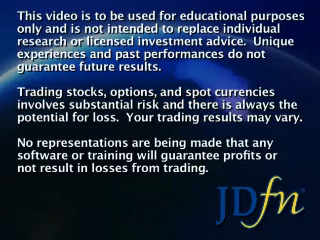 This video is to be used for educational purposes
only and is not intended to replace individual
research or licensed investment advice.  Unique
experiences and past performances do not
guarantee future results.
Trading stocks, options, and spot currencies
involves substantial risk and there is always the
potential for loss.  Your trading results may vary.
No representations are being made that any
software or training will guarantee profits or
not result in losses from trading.
JDfn®